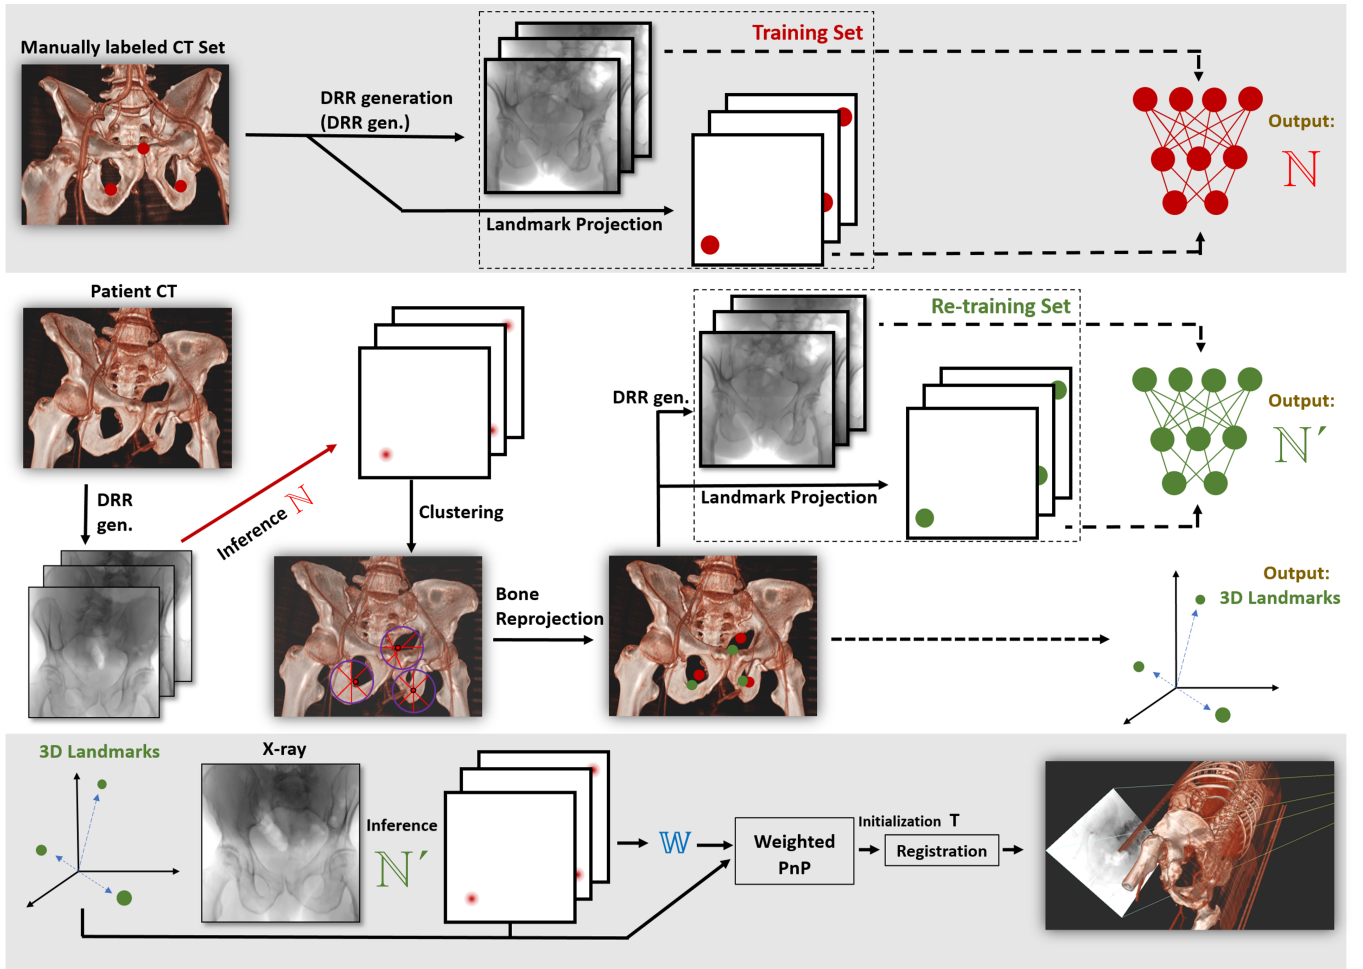 Manually labeled CT Set
DRR generation
(DRR gen.)
Landmark Projection
Training Set
Output:
ℕ
Patient CT
DRR
gen.
Inference ℕ
Clustering
Bone
Reprojection
DRR gen.
Landmark Projection
Re-training Set
Output:
ℕ′
Output:
3D Landmarks
3D Landmarks
X-ray
Inference
ℕ′
𝕎
Weighted
PnP
Initialization T
Registration